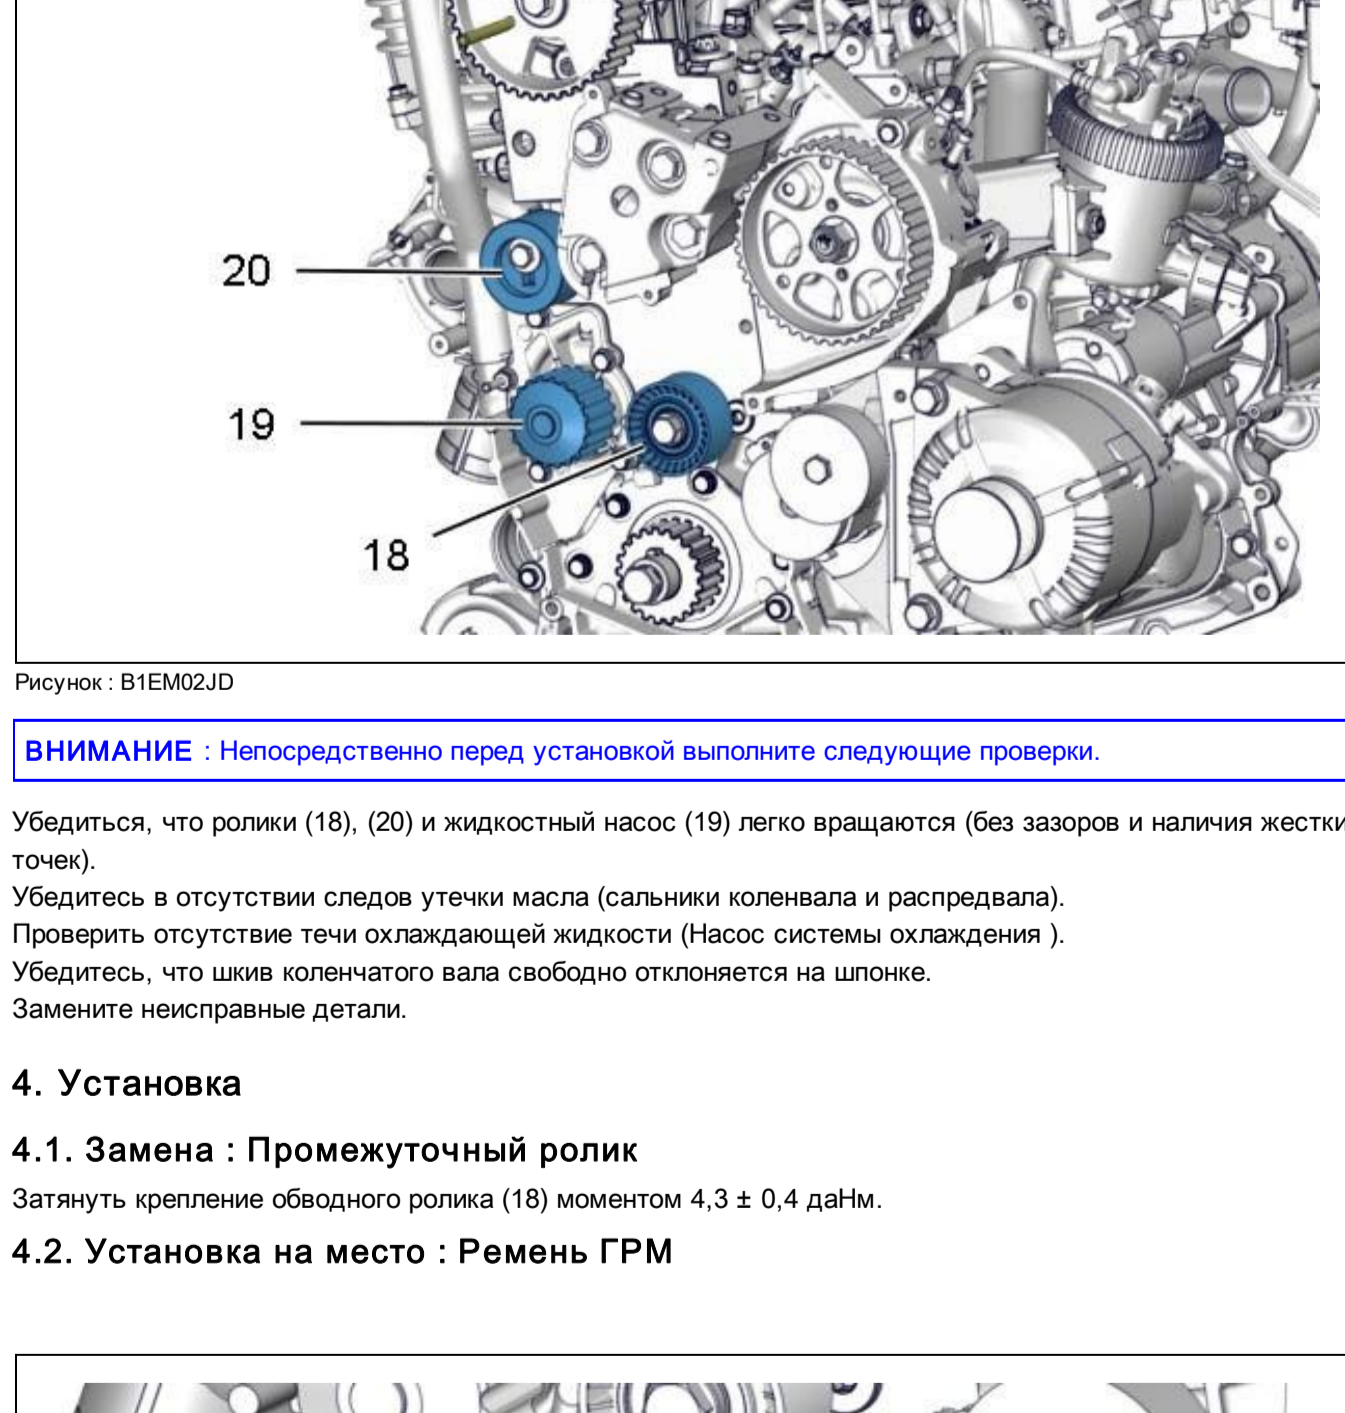 20
19
18
Рисунок : B1EM02JD
ВНИМАНИЕ : Непосредственно перед установкой выполните следующие проверки.
Убедиться, что ролики (18), (20) и жидкостный насос (19) легко вращаются (без зазоров и наличия жестки
точек).
Убедитесь в отсутствии следов утечки масла (сальники коленвала и распредвала).
Проверить отсутствие течи охлаждающей жидкости (Насос системы охлаждения ).
Убедитесь, что шкив коленчатого вала свободно отклоняется на шпонке.
Замените неисправные детали.
4. Установка
4.1. Замена : Промежуточный ролик
Затянуть крепление обводного ролика (18) моментом 4,3 ± 0,4 даНм.
4.2. Установка на место : Ремень ГРМ